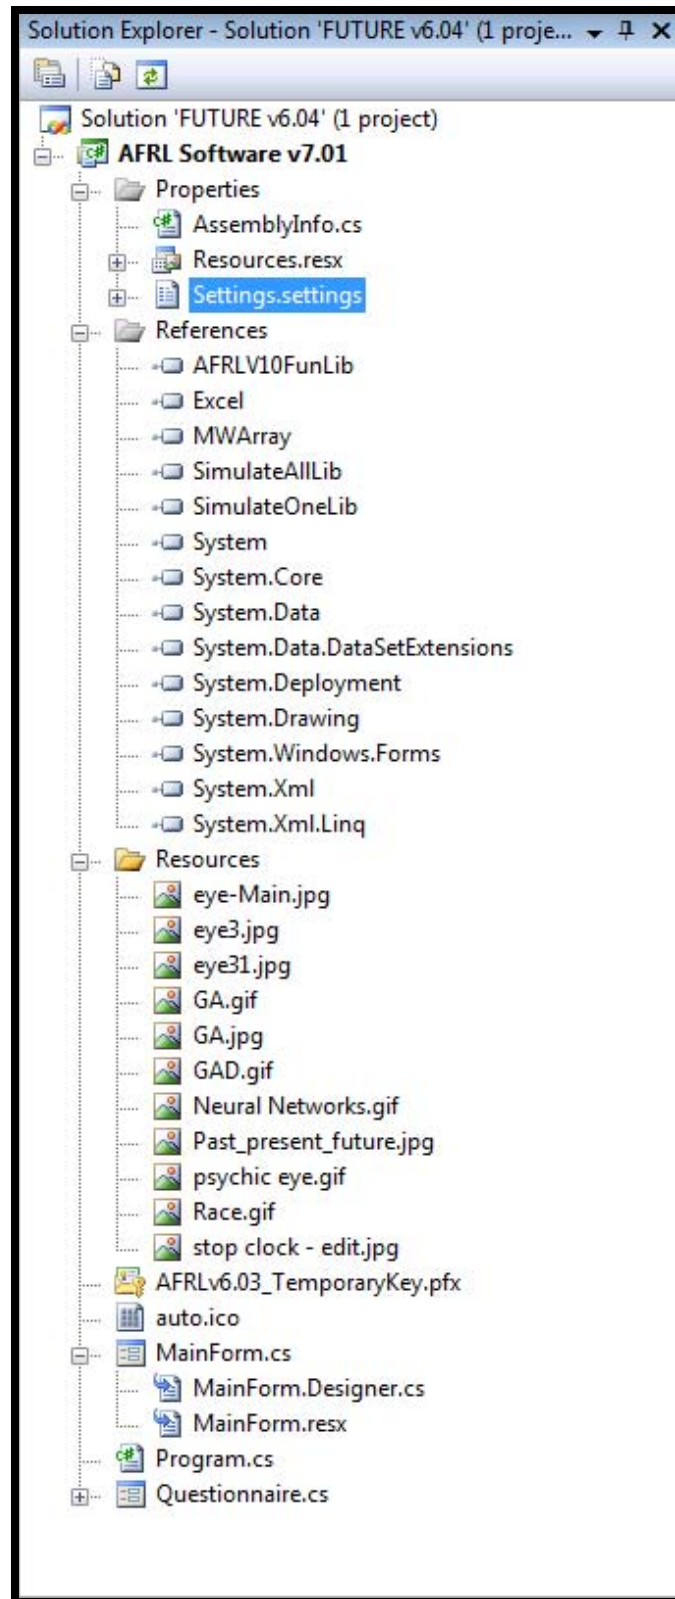 Solution Explorer - Solution 'FUTURE v6.04' (1 proje...
Solution 'FUTURE v6.04' (1 project)
AFRL Software v7.01
Properties
AssemblyInfo.cs
Resources.resx
Settings.settings
References
AFRLV10FunLib
Excel
MWArray
SimulateAllLib
SimulateOneLib
System
System.Core
System.Data
System.Data.DataSetExtensions
System.Deployment
System.Drawing
System.Windows.Forms
System.Xml
System.Xml.Linq
Resources
eye-Main.jpg
eye3.jpg
eye31.jpg
GA.gif
GA.jpg
GAD.gif
Neural Networks.gif
Past_present_future.jpg
psychic eye.gif
Race.gif
stop clock - edit.jpg
AFRLv6.03_TemporaryKey.pfx
auto.ico
MainForm.cs
MainForm.Designer.cs
MainForm.resx
Program.cs
Questionnaire.cs